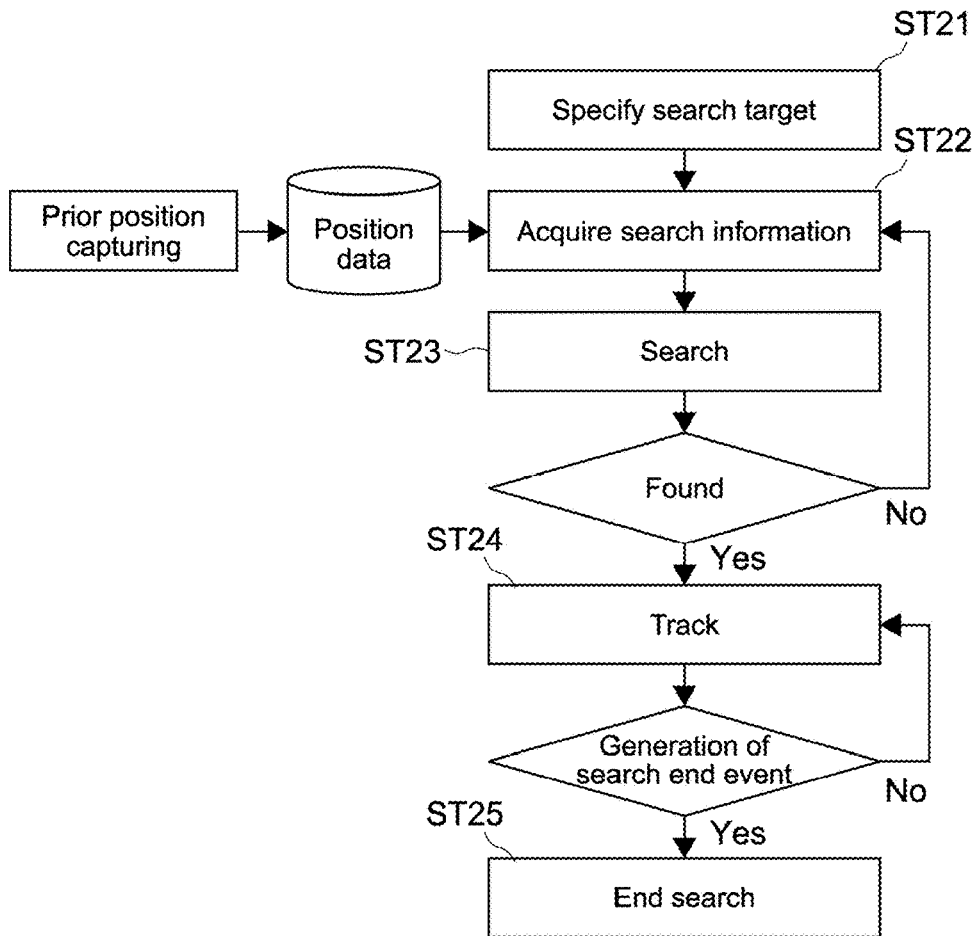 ST21
Specify search target
ST22
Prior position
capturing
Position
data
Acquire search information
ST23
Search
Found
No
Yes
ST24
Track
Generation of
search end event
No
Yes
ST25
End search